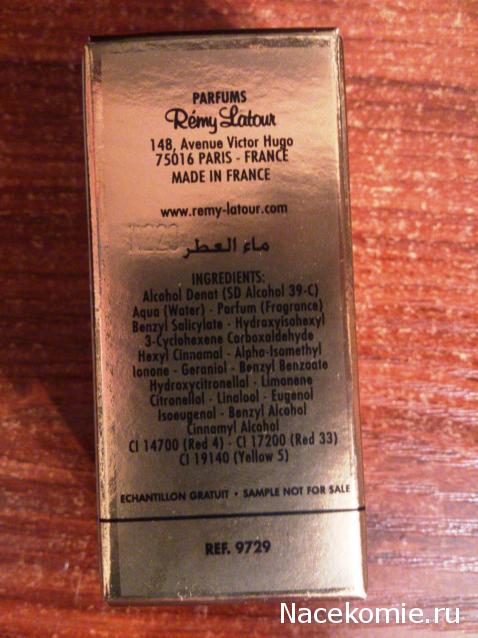 PARFUMS
Rémy Latour
148, Avenue Victor Hugo
75016 PARIS - FRANCE
MADE IN FRANCE
www.remy-latour.com
ماء العطر
INGREDIENTS:
Alcohol Denat (SD Alcohol 39-C)
Aqua (Water) - Parfum (Fragrance)
Benzyl Salicylate - Hydroxyisohexyl
3-Cyclohexene Carboxaldehyde
Hexyl Cinnamal - Alpha-Isomethyl
Ionone - Geraniol - Benzyl Benzoate
Hydroxycitronellal - Limonene
Citronellol - Linalool - Eugenol
Isoeugenol - Benzyl Alcohol
Cinnamyl Alcohol
CI 14700 (Red 4) - CI 17200 (Red 33)
CI 19140 (Yellow 5)
ECHANTILLON GRATUIT • SAMPLE NOT FOR SALE
REF. 9729
Nacekomie.ru